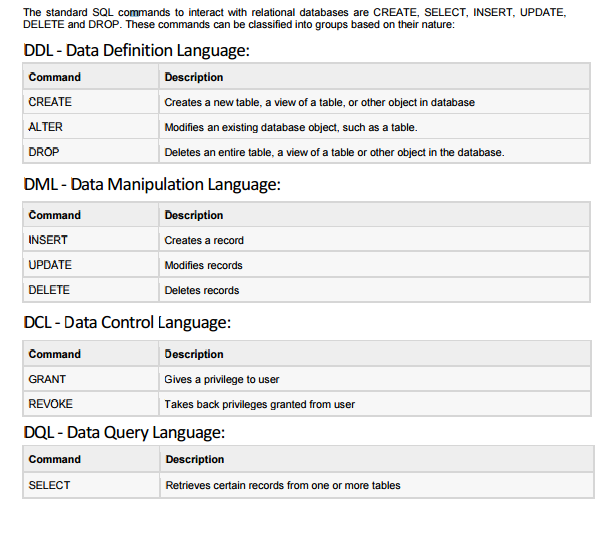 The standard SQL commands to interact with relational databases are CREATE, SELECT, INSERT, UPDATE,
DELETE and DROP. These commands can be classified into groups based on their nature:
DDL - Data Definition Language:
Command Description
CREATE Creates a new table, a view of a table, or other object in database
ALTER Modifies an existing database object, such as a table.
DROP Deletes an entire table, a view of a table or other object in the database.
DML - Data Manipulation Language:
Command Description
INSERT Creates a record
UPDATE Modifies records
DELETE Deletes records
DCL - Data Control Language:
Command Description
GRANT Gives a privilege to user
REVOKE Takes back privileges granted from user
DQL - Data Query Language:
Command Description
SELECT Retrieves certain records from one or more tables